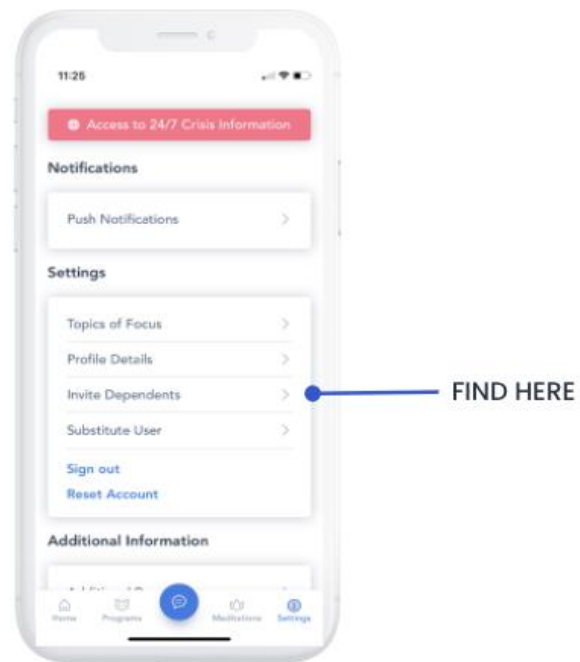 11:26
Access to 24/7 Crisis Information
Notifications
Push Notifications
Settings
Topics of Focus
Profile Details
Invite Dependents
FIND HERE
Substitute User
Sign out
Reset Account
Additional Information
Home
Programs
Meditations
Settings